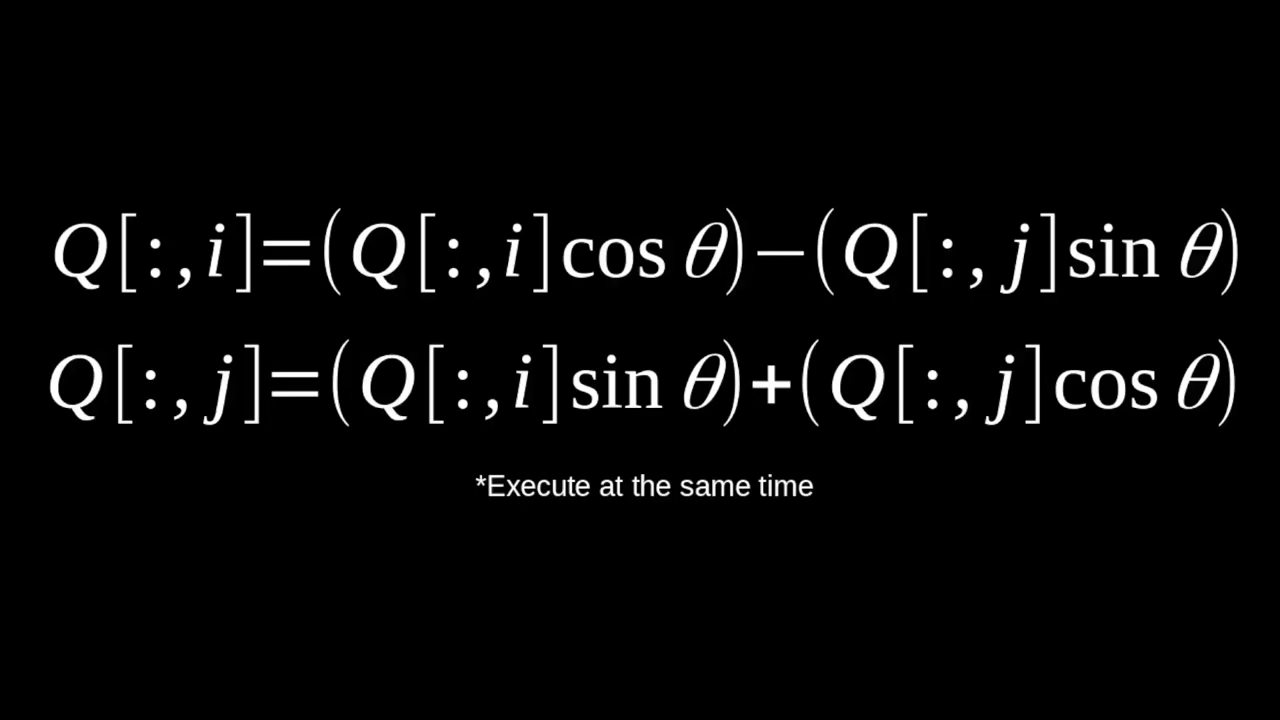 Q[:,i]=(Q[:,i]cos θ)−(Q[:,j]sin θ)
Q[:,j]=(Q[:,i]sin θ)+(Q[:,j]cos θ)
*Execute at the same time